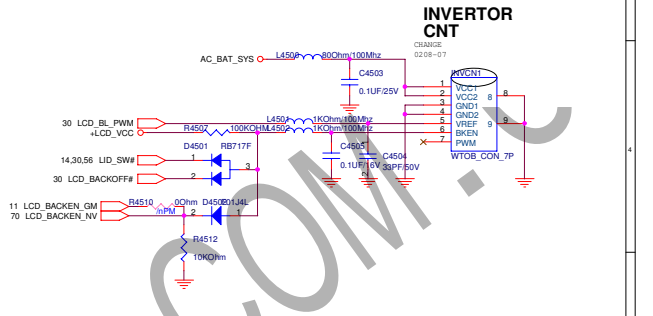 INVERTOR
CNT
CHANGE
0208-07
AC_BAT_SYS L4500 80Ohm/100Mhz
C4503
0.1UF/25V
INVCN1
1 VCC1
2 VCC2 8 8
3 GND1
4 GND2
5 VREF 9 9
6 BKEN
7 PWM
WTOB_CON_7P
30 LCD_BL_PWM L4501 1KOhm/100Mhz
+LCD_VCC R4507 100KOHM L4502 1KOhm/100Mhz
D4501 RB717F
C4505
0.1UF/16V
C4504
33PF/50V
2
14,30,56 LID_SW# 1
3
30 LCD_BACKOFF# 2
11 LCD_BACKEN_GM R4510 0Ohm
/nPM
70 LCD_BACKEN_NV 2 1
R4512
10KOhm
4
COM.